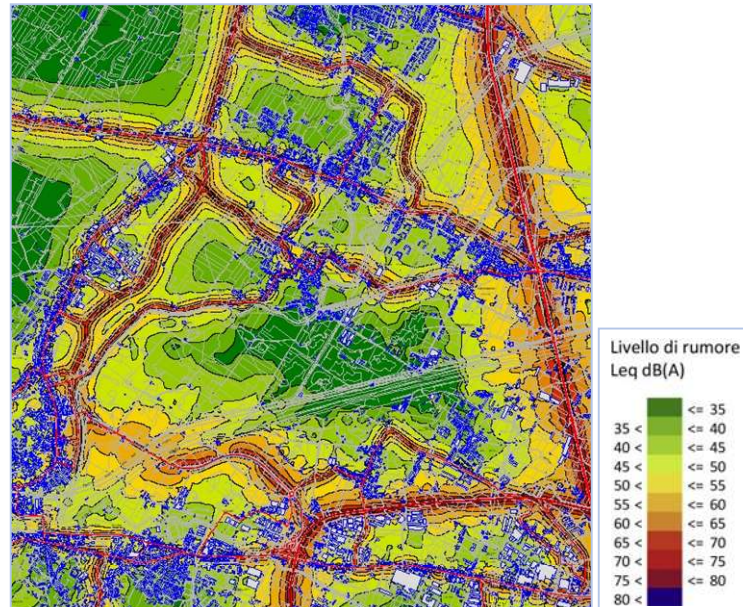 Livello di rumore
Leq dB(A)
<= 35
35 < <= 40
40 < <= 45
45 < <= 50
50 < <= 55
55 < <= 60
60 < <= 65
65 < <= 70
70 < <= 75
75 < <= 80
80 <